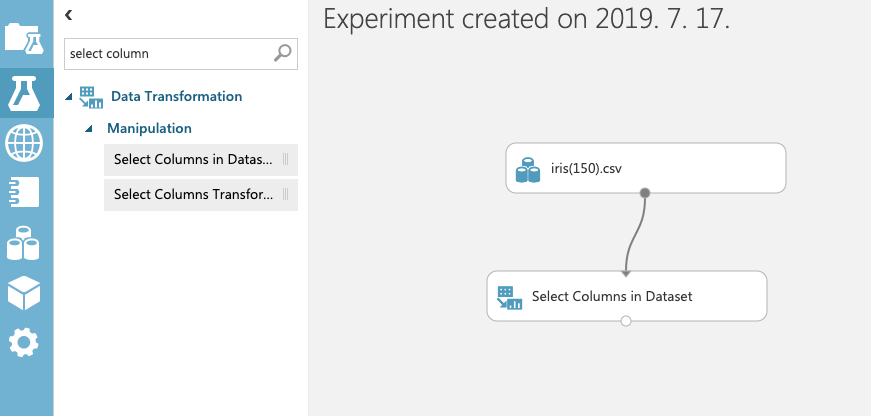 Experiment created on 2019. 7. 17.
select column
Data Transformation
Manipulation
Select Columns in Datas...
Select Columns Transfor...
iris(150).csv
Select Columns in Dataset